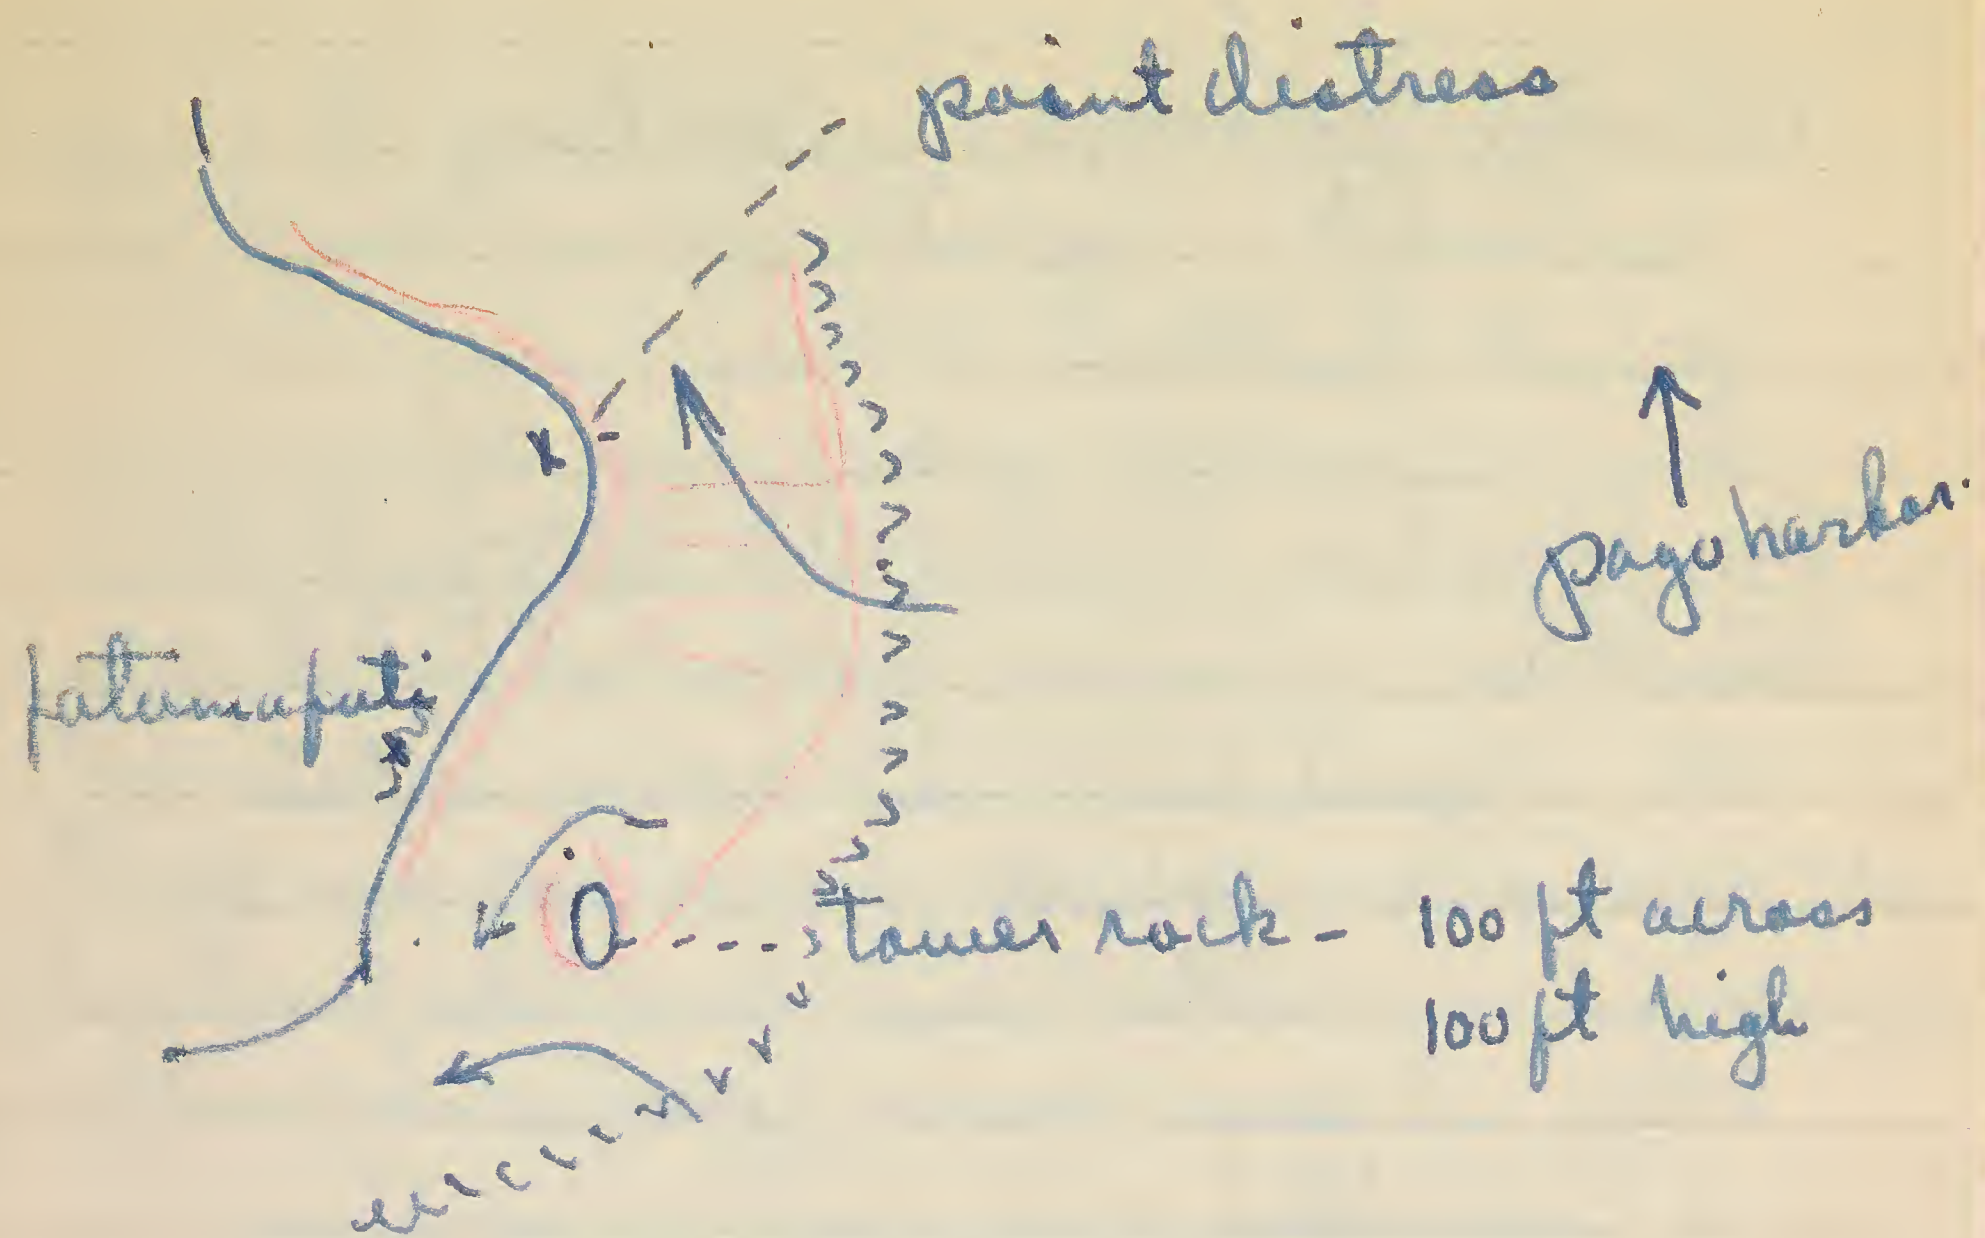 point distress
pago harbor
fatumafuti
tower rock - 100 ft across
100 ft high